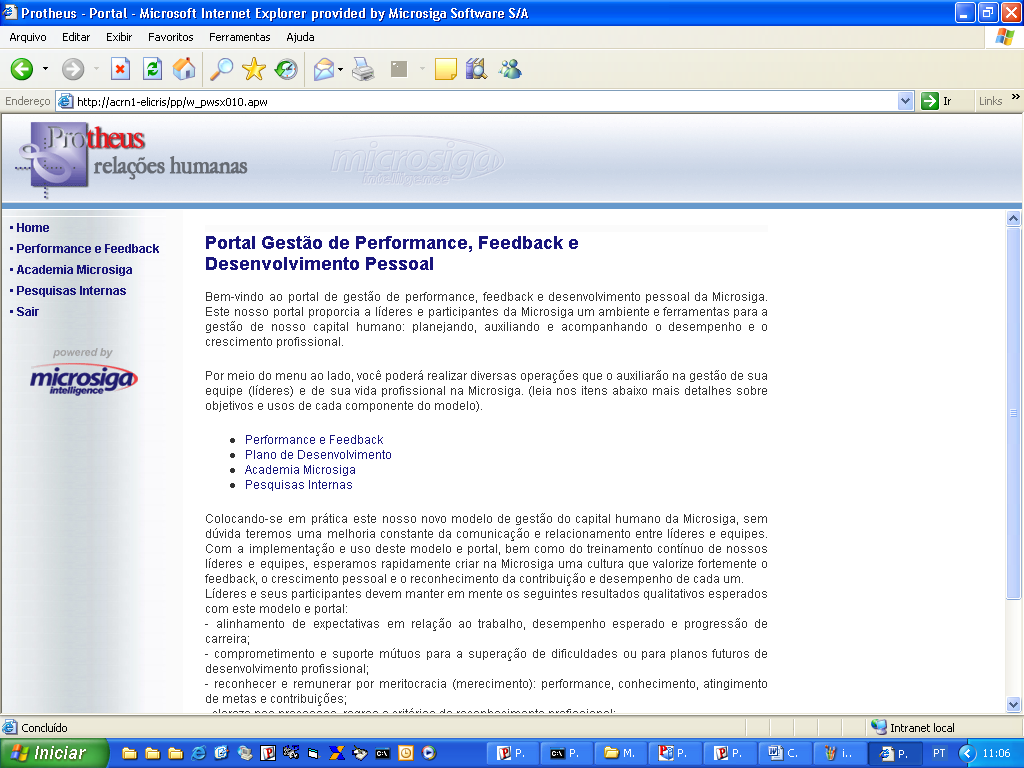 Protheus - Portal - Microsoft Internet Explorer provided by Microsiga Software S/A
Arquivo Editar Exibir Favoritos Ferramentas Ajuda
Endereço http://acrn1-elicris/pp/w_pwsx010.apw Ir Links »
Protheus
relações humanas
microsiga
intelligence
Home
Performance e Feedback
Academia Microsiga
Pesquisas Internas
Sair
powered by
microsiga
intelligence
Portal Gestão de Performance, Feedback e
Desenvolvimento Pessoal
Bem-vindo ao portal de gestão de performance, feedback e desenvolvimento pessoal da Microsiga.
Este nosso portal proporcia a líderes e participantes da Microsiga um ambiente e ferramentas para a
gestão de nosso capital humano: planejando, auxiliando e acompanhando o desempenho e o
crescimento profissional.
Por meio do menu ao lado, você poderá realizar diversas operações que o auxiliarão na gestão de sua
equipe (líderes) e de sua vida profissional na Microsiga. (leia nos itens abaixo mais detalhes sobre
objetivos e usos de cada componente do modelo).
Performance e Feedback
Plano de Desenvolvimento
Academia Microsiga
Pesquisas Internas
Colocando-se em prática este nosso novo modelo de gestão do capital humano da Microsiga, sem
dúvida teremos uma melhoria constante da comunicação e relacionamento entre líderes e equipes.
Com a implementação e uso deste modelo e portal, bem como do treinamento contínuo de nossos
líderes e equipes, esperamos rapidamente criar na Microsiga uma cultura que valorize fortemente o
feedback, o crescimento pessoal e o reconhecimento da contribuição e desempenho de cada um.
Líderes e seus participantes devem manter em mente os seguintes resultados qualitativos esperados
com este modelo e portal:
- alinhamento de expectativas em relação ao trabalho, desempenho esperado e progressão de
carreira;
- comprometimento e suporte mútuos para a superação de dificuldades ou para planos futuros de
desenvolvimento profissional;
- reconhecer e remunerar por meritocracia (merecimento): performance, conhecimento, atingimento
de metas e contribuições;
- clareza nos processos, regras e critérios de reconhecimento profissional;
Concluído Intranet local
Iniciar P. P. M. P. P. C. i.. P. PT 11:06